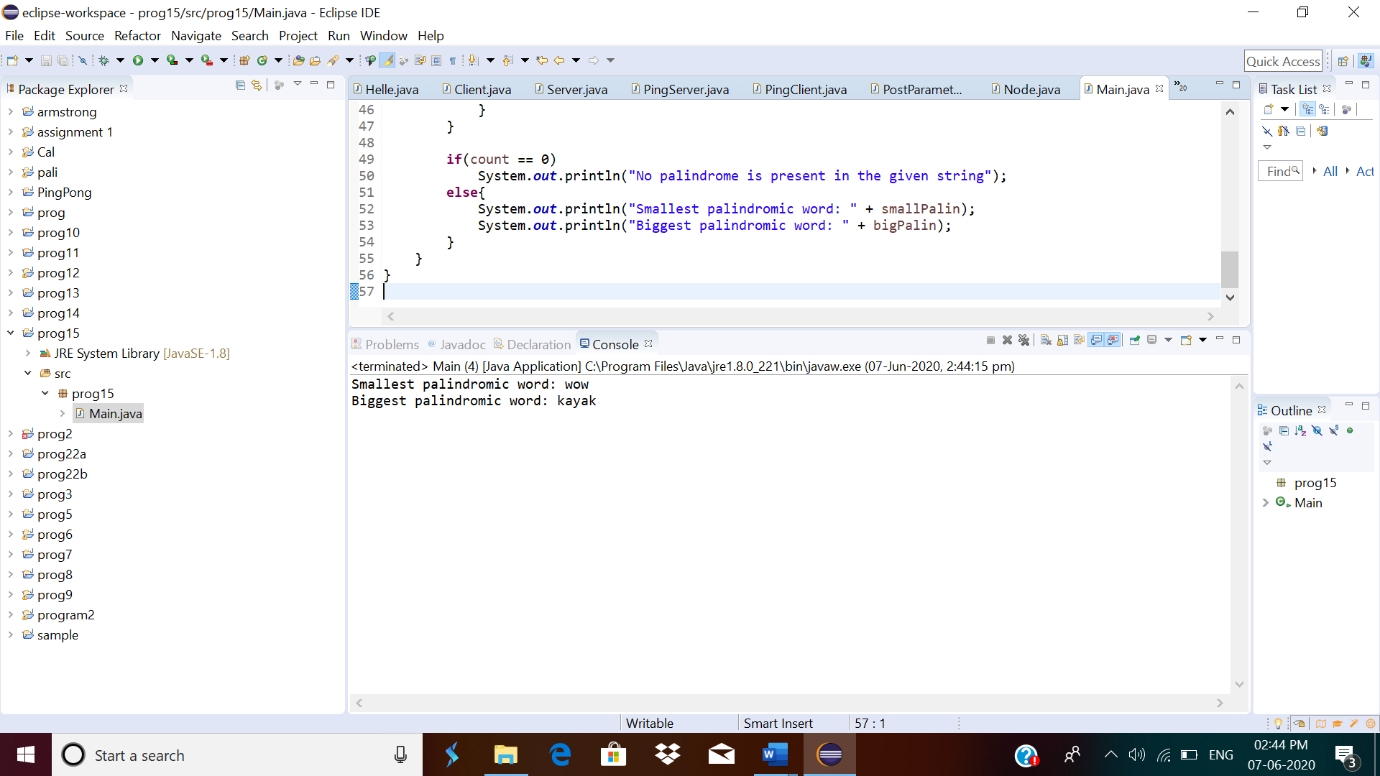 eclipse-workspace - prog15/src/prog15/Main.java - Eclipse IDE
File Edit Source Refactor Navigate Search Project Run Window Help
Quick Access
Package Explorer
armstrong
assignment 1
Cal
pali
PingPong
prog
prog10
prog11
prog12
prog13
prog14
prog15
JRE System Library [JavaSE-1.8]
src
prog15
Main.java
prog2
prog22a
prog22b
prog3
prog5
prog6
prog7
prog8
prog9
program2
sample
Helle.java Client.java Server.java PingServer.java PingClient.java PostParamet... Node.java Main.java »20
46 }
47 }
48
49 if(count == 0)
50 System.out.println("No palindrome is present in the given string");
51 else{
52 System.out.println("Smallest palindromic word: " + smallPalin);
53 System.out.println("Biggest palindromic word: " + bigPalin);
54 }
55 }
56 }
57
Problems Javadoc Declaration Console
<terminated> Main (4) [Java Application] C:\Program Files\Java\jre1.8.0_221\bin\javaw.exe (07-Jun-2020, 2:44:15 pm)
Smallest palindromic word: wow
Biggest palindromic word: kayak
Task List
Find All Act
Outline
prog15
Main
Writable Smart Insert 57 : 1
Start a search
ENG
02:44 PM
07-06-2020
3